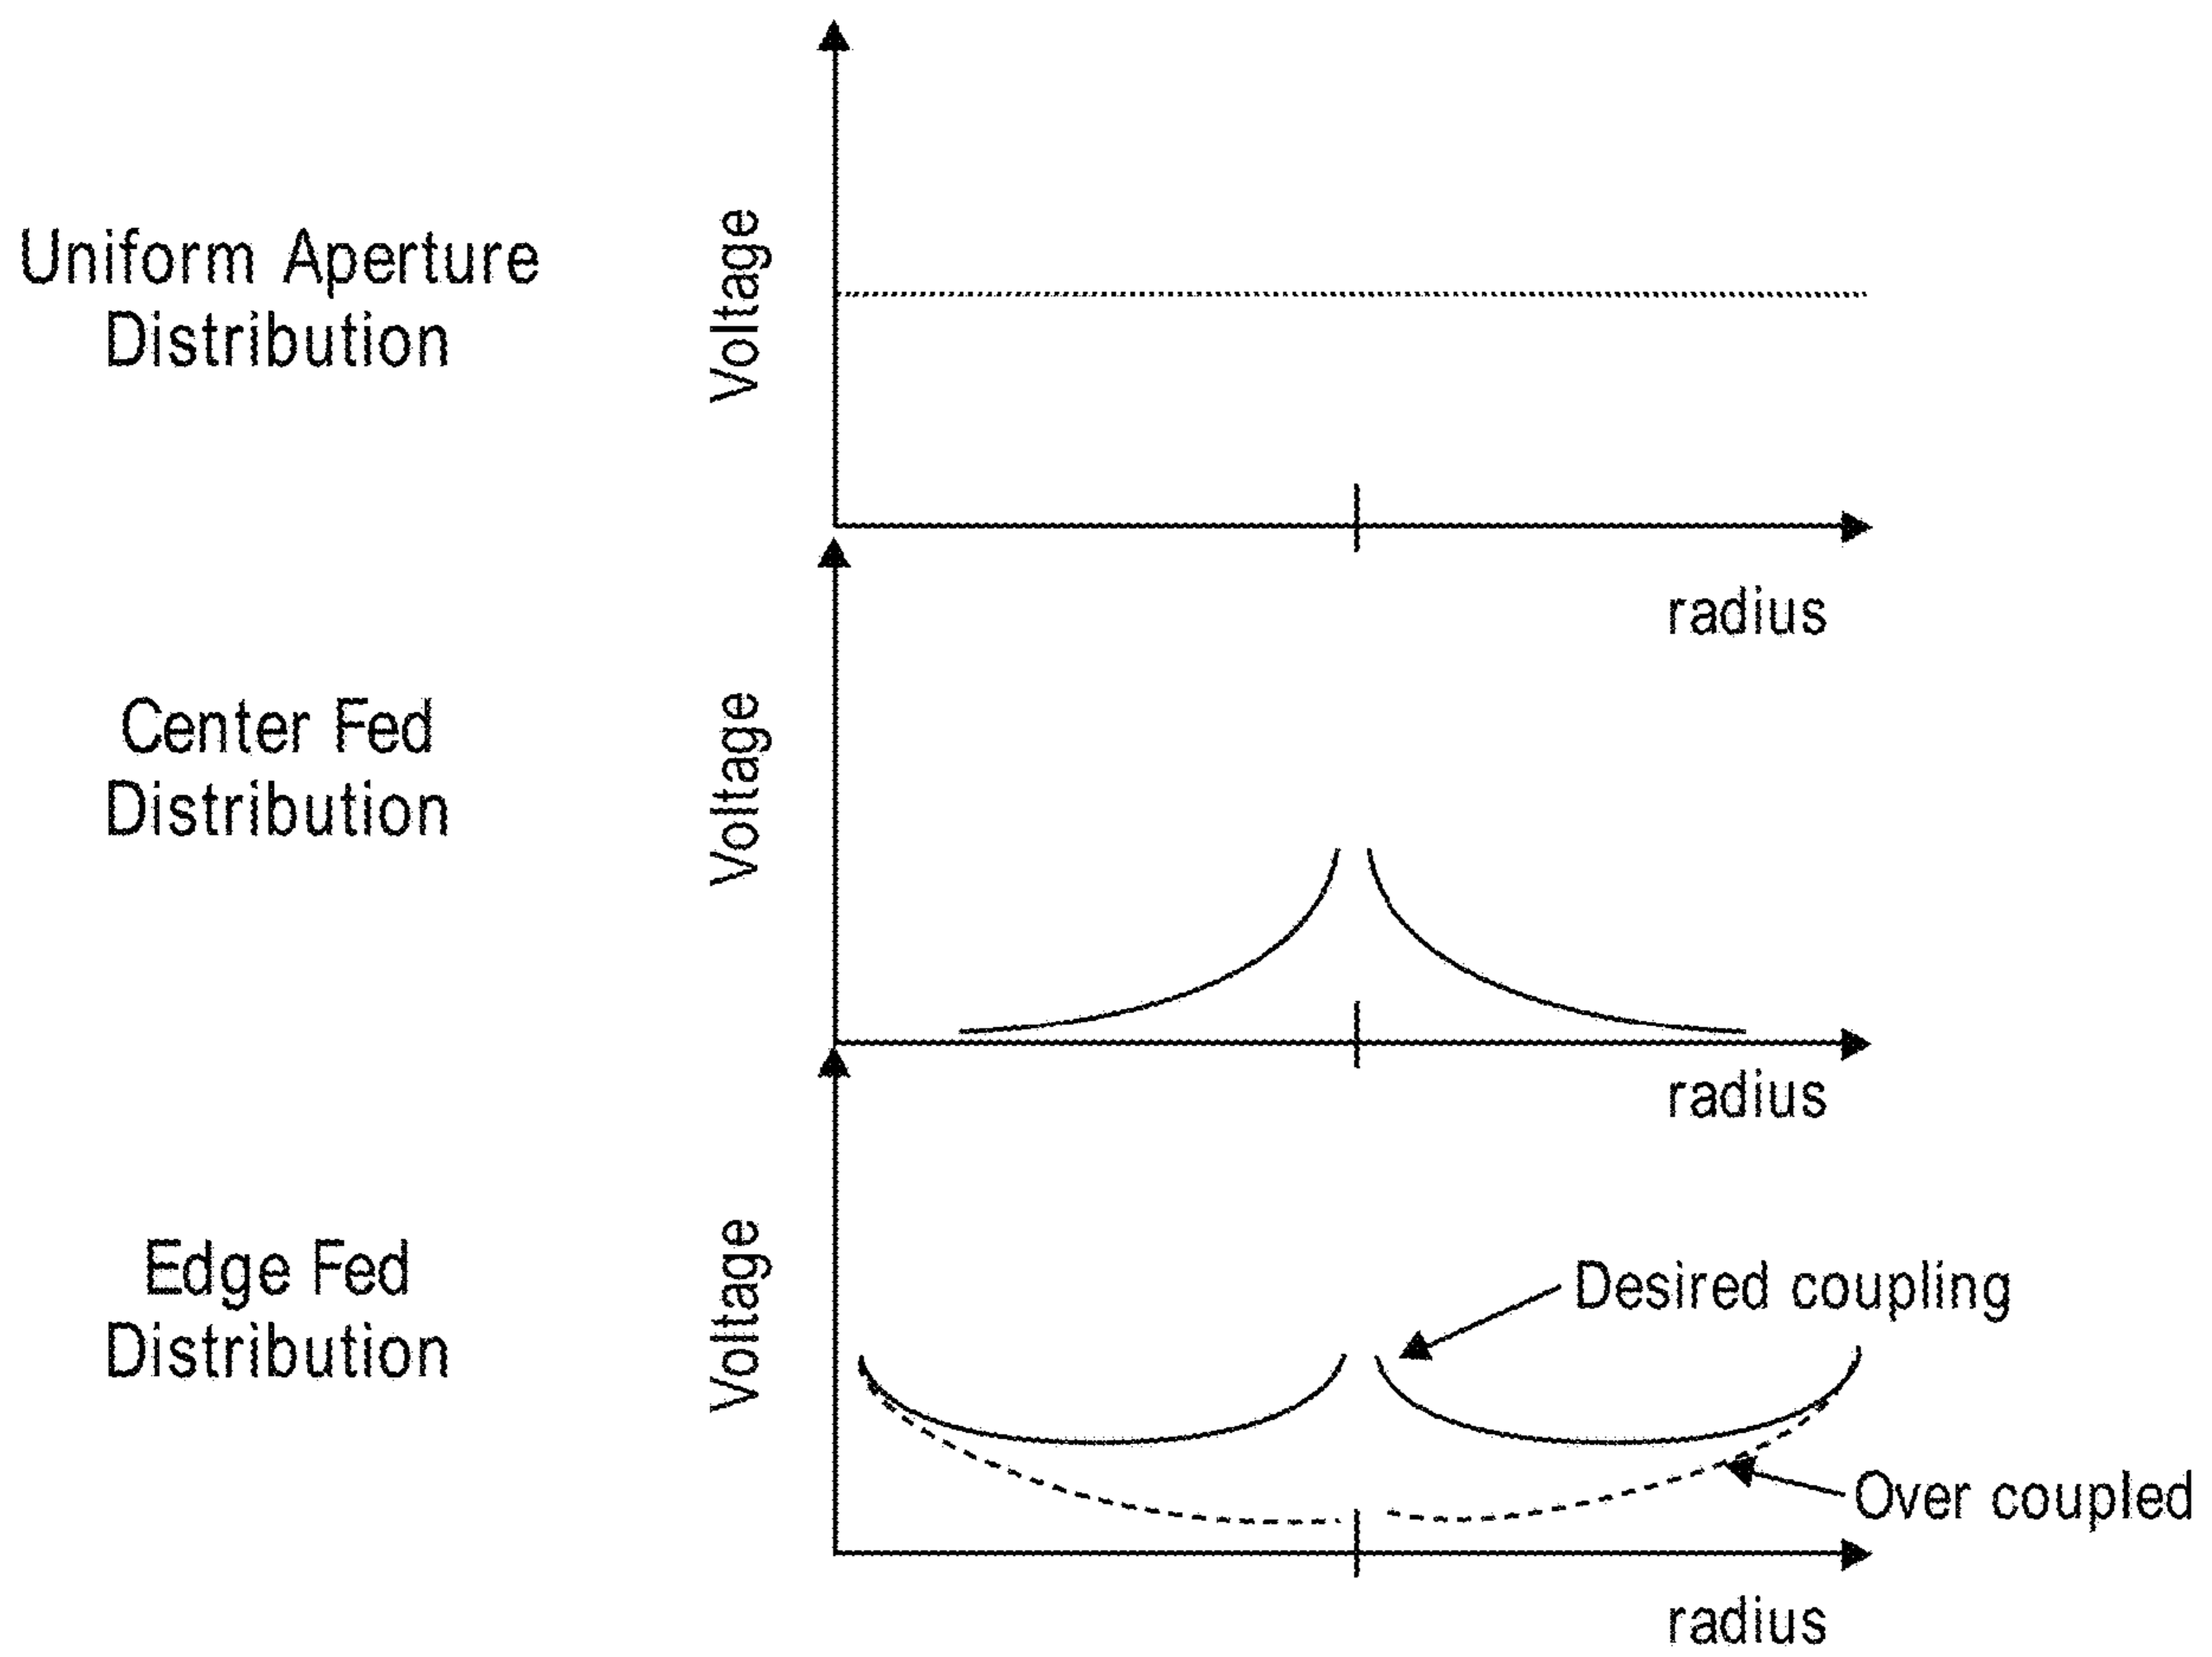 Uniform Aperture
Distribution
Voltage
radius
Center Fed
Distribution
Voltage
radius
Edge Fed
Distribution
Voltage
Desired coupling
Over coupled
radius